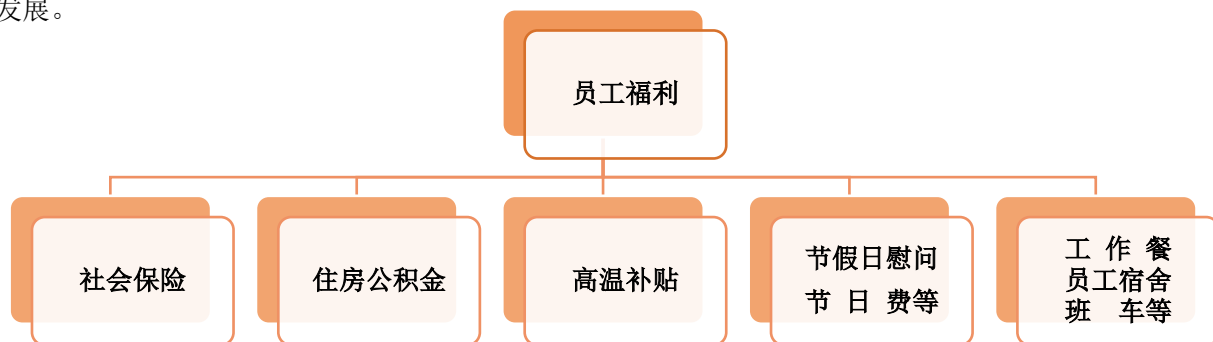 发展。
员工福利
社会保险
住房公积金
高温补贴
节假日慰问
节 日 费等
工 作 餐
员工宿舍
班 车等